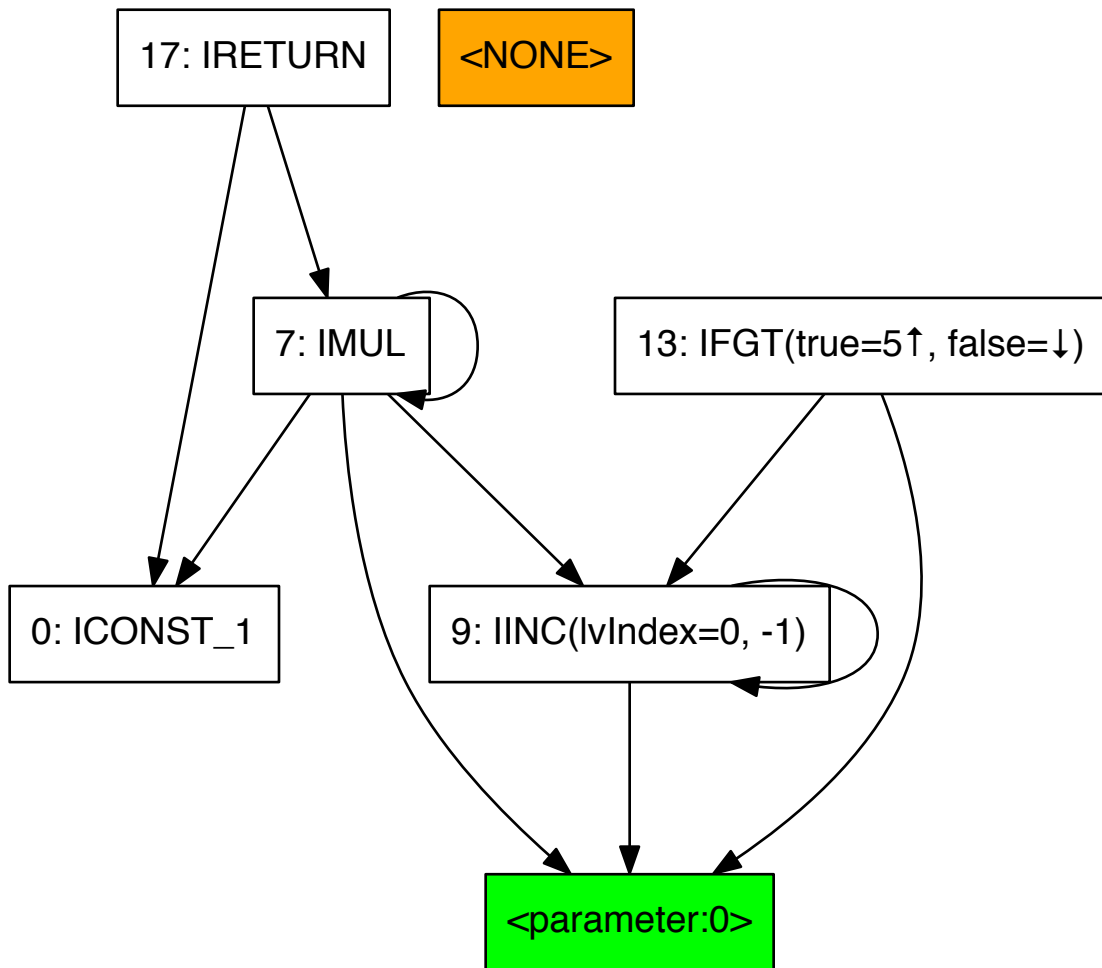 17: IRETURN
<NONE>
7: IMUL
13: IFGT(true=5↑, false=↓)
0: ICONST_1
9: IINC(lvIndex=0, -1)
<parameter:0>